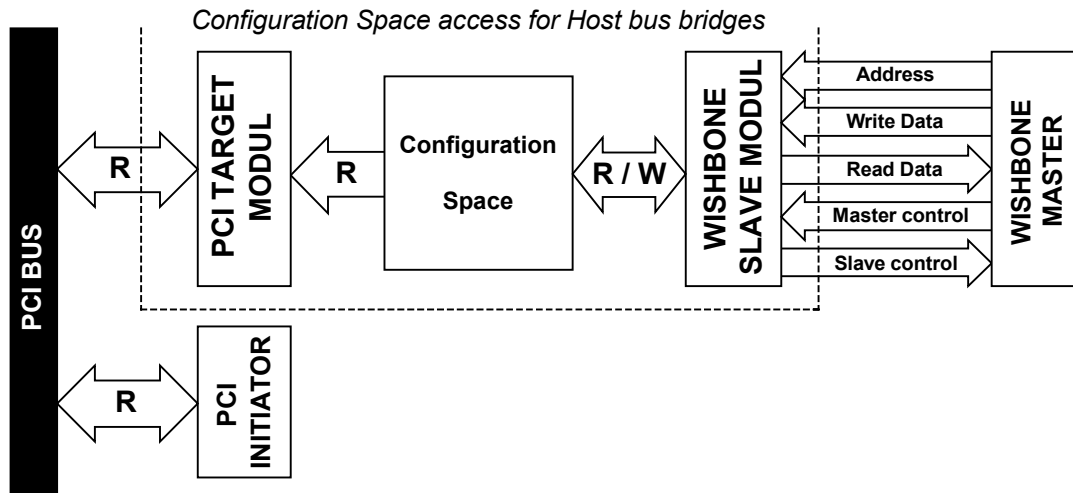 Configuration Space access for Host bus bridges
PCI BUS
R
PCI TARGET
MODUL
R
Configuration
Space
R / W
WISHBONE
SLAVE MODUL
Address
Write Data
Read Data
Master control
Slave control
WISHBONE
MASTER
R
PCI
INITIATOR